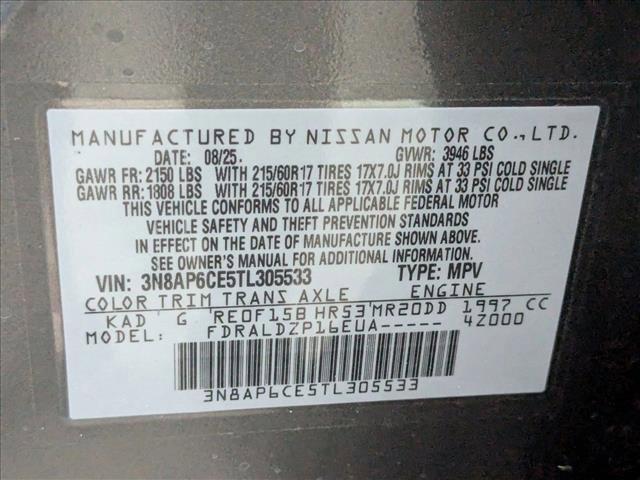 MANUFACTURED BY NISSAN MOTOR CO., LTD.
DATE: 08/25. GVWR: 3946 LBS
GAWR FR: 2150 LBS WITH 215/60R17 TIRES 17X7.0J RIMS AT 33 PSI COLD SINGLE
GAWR RR: 1808 LBS WITH 215/60R17 TIRES 17X7.0J RIMS AT 33 PSI COLD SINGLE
THIS VEHICLE CONFORMS TO ALL APPLICABLE FEDERAL MOTOR
VEHICLE SAFETY AND THEFT PREVENTION STANDARDS
IN EFFECT ON THE DATE OF MANUFACTURE SHOWN ABOVE.
SEE OWNER'S MANUAL FOR ADDITIONAL INFORMATION.
VIN: 3N8AP6CE5TL305533 TYPE: MPV
COLOR TRIM TRANS AXLE ENGINE
KAD G RE0F15B HR53 MR20DD 1997 CC
MODEL: FDRALDZP16EUA----- 4Z000
3N8AP6CE5TL305533